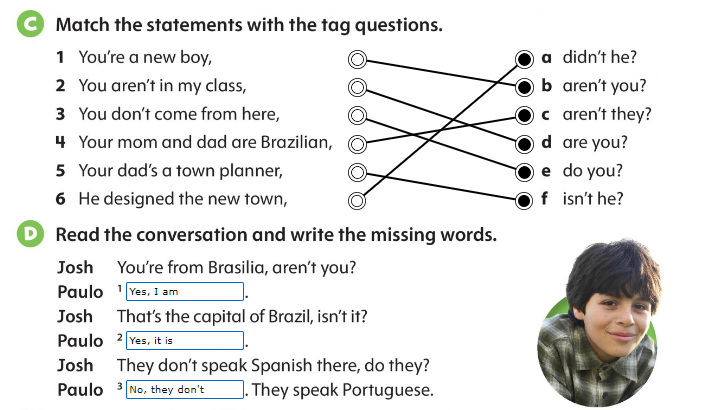 C Match the statements with the tag questions.
1 You're a new boy, a didn't he?
2 You aren't in my class, b aren't you?
3 You don't come from here, c aren't they?
4 Your mom and dad are Brazilian, d are you?
5 Your dad's a town planner, e do you?
6 He designed the new town, f isn't he?
D Read the conversation and write the missing words.
Josh You're from Brasilia, aren't you?
Paulo 1 Yes, I am .
Josh That's the capital of Brazil, isn't it?
Paulo 2 Yes, it is .
Josh They don't speak Spanish there, do they?
Paulo 3 No, they don't . They speak Portuguese.